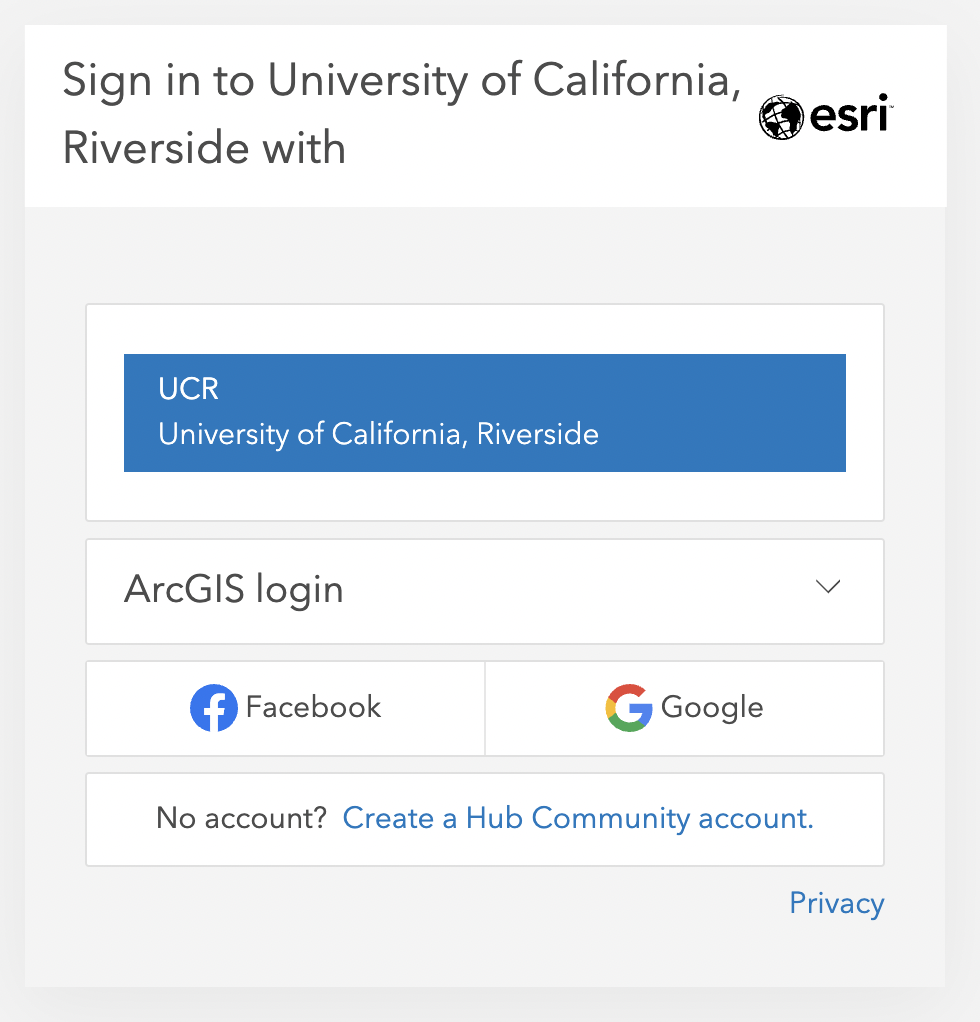 Sign in to University of California,
Riverside with
esri™
UCR
University of California, Riverside
ArcGIS login
Facebook
Google
No account? Create a Hub Community account.
Privacy